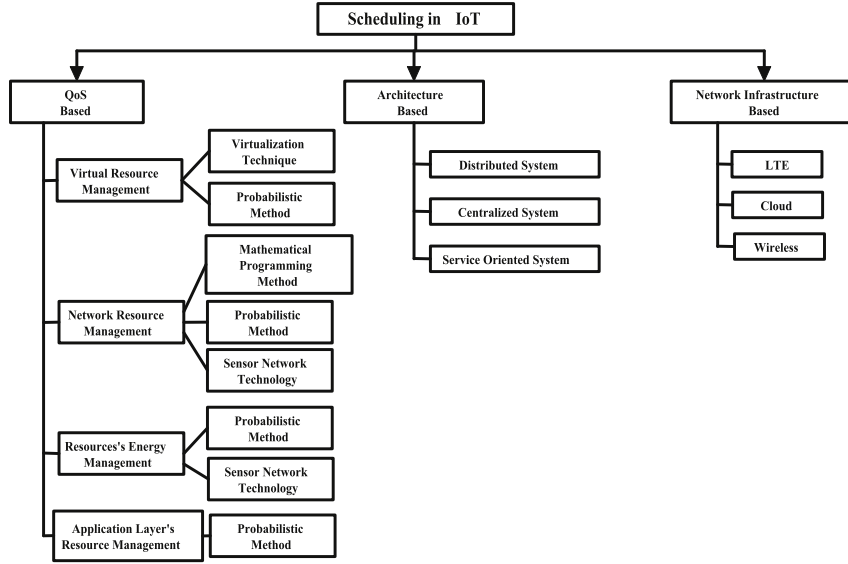 Scheduling in IoT
QoS
Based
Architecture
Based
Network Infrastructure
Based
Virtual Resource
Management
Virtualization
Technique
Probabilistic
Method
Network Resource
Management
Mathematical
Programming
Method
Probabilistic
Method
Sensor Network
Technology
Resources's Energy
Management
Probabilistic
Method
Sensor Network
Technology
Application Layer's
Resource Management
Probabilistic
Method
Distributed System
Centralized System
Service Oriented System
LTE
Cloud
Wireless